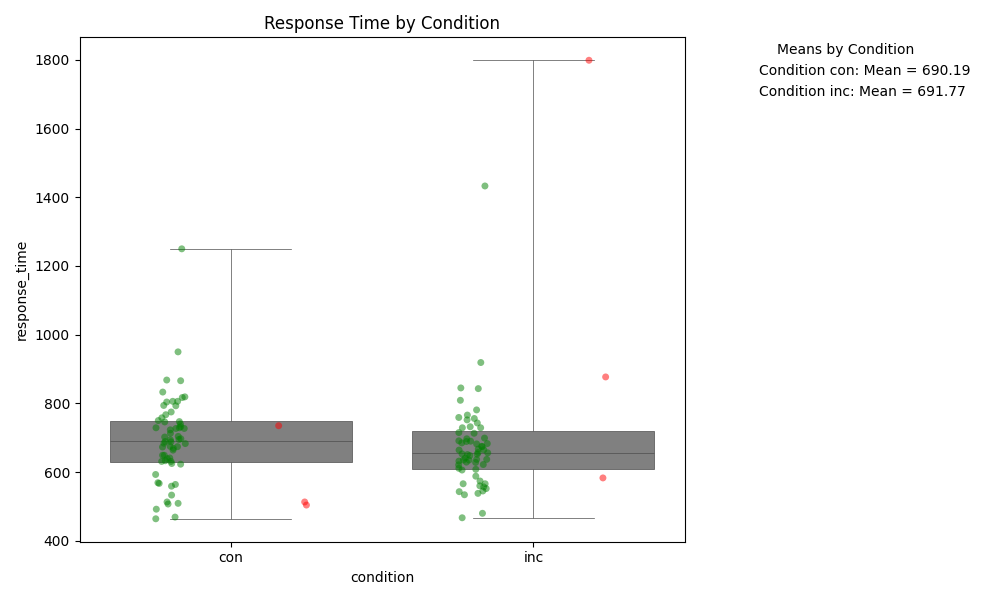 Response Time by Condition
Means by Condition
Condition con: Mean = 690.19
Condition inc: Mean = 691.77
response_time
1800
1600
1400
1200
1000
800
600
400
con
inc
condition